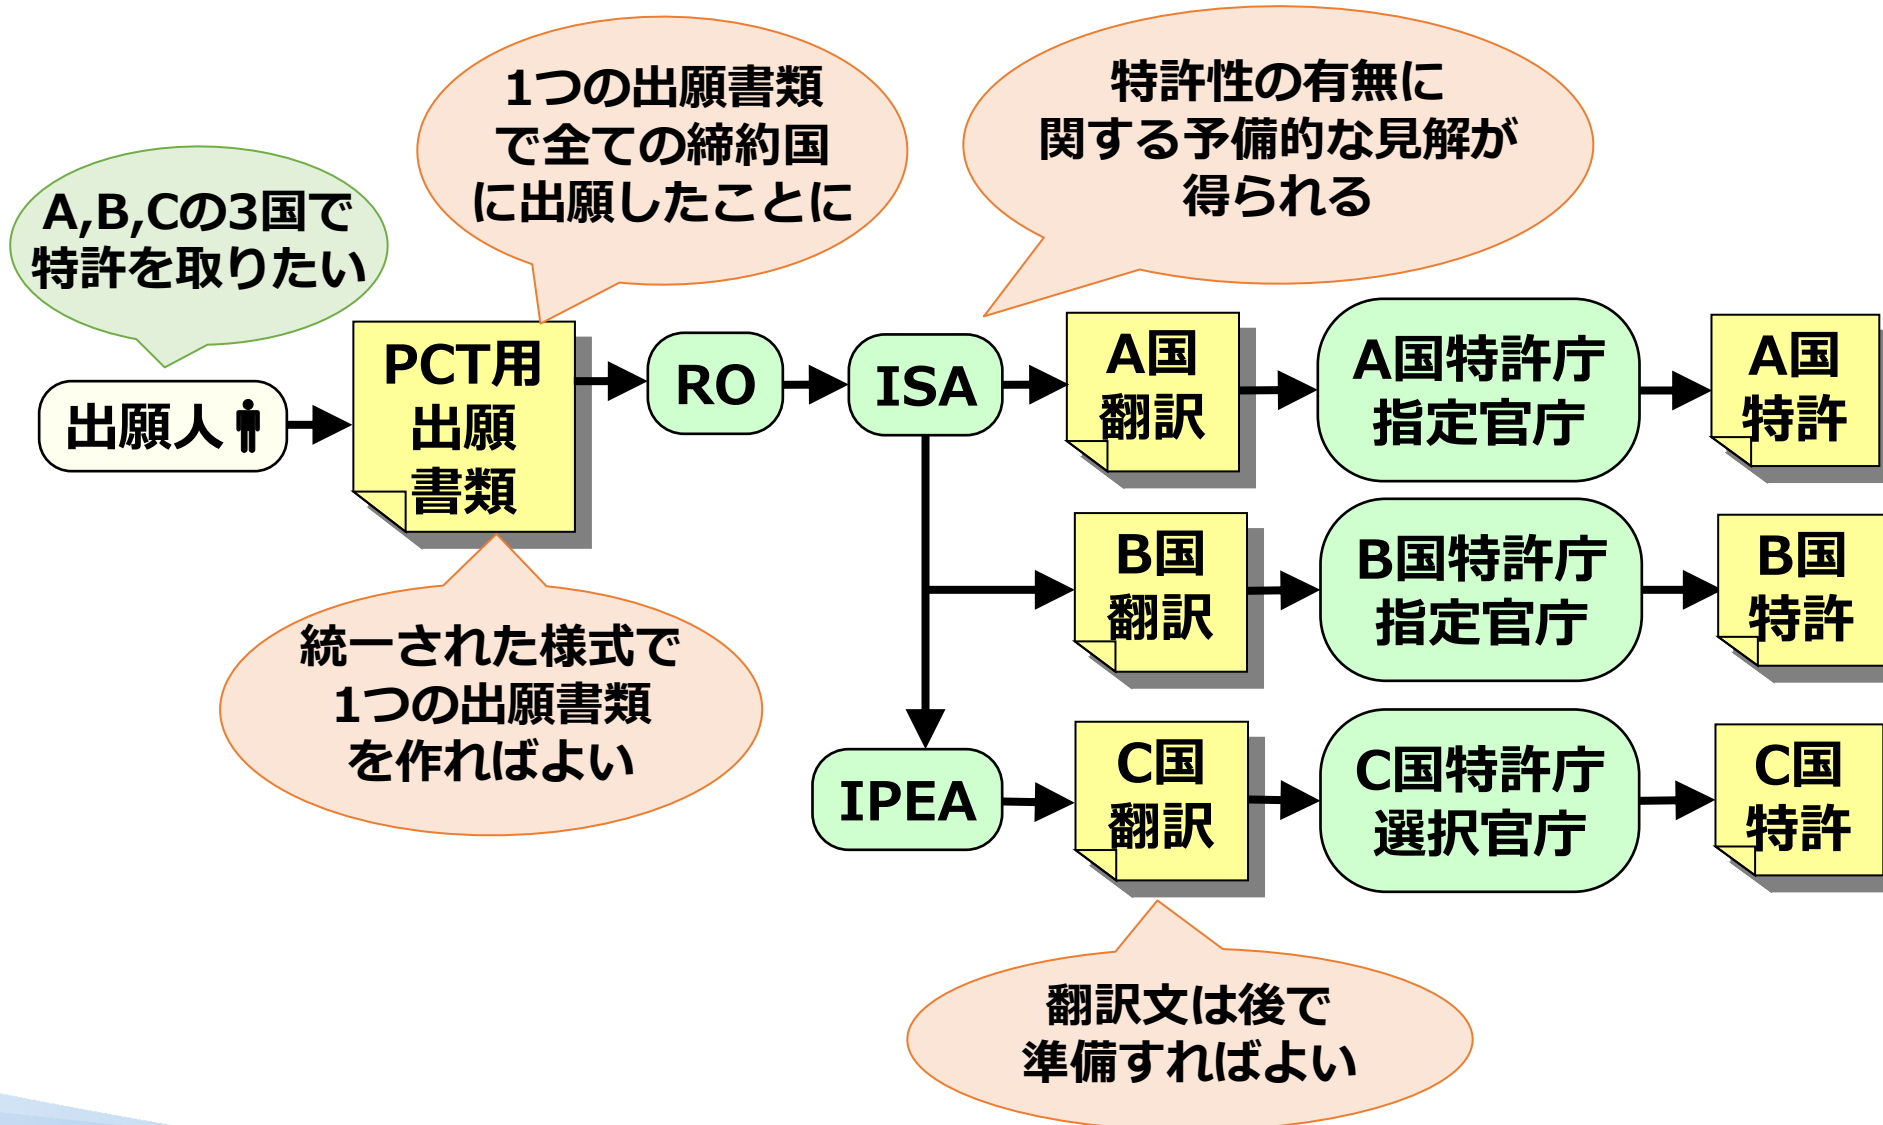 1つの出願書類
で全ての締約国
に出願したことに
特許性の有無に
関する予備的な見解が
得られる
A,B,Cの3国で
特許を取りたい
出願人
PCT用
出願
書類
RO
ISA
A国
翻訳
A国特許庁
指定官庁
A国
特許
B国
翻訳
B国特許庁
指定官庁
B国
特許
統一された様式で
1つの出願書類
を作ればよい
IPEA
C国
翻訳
C国特許庁
選択官庁
C国
特許
翻訳文は後で
準備すればよい